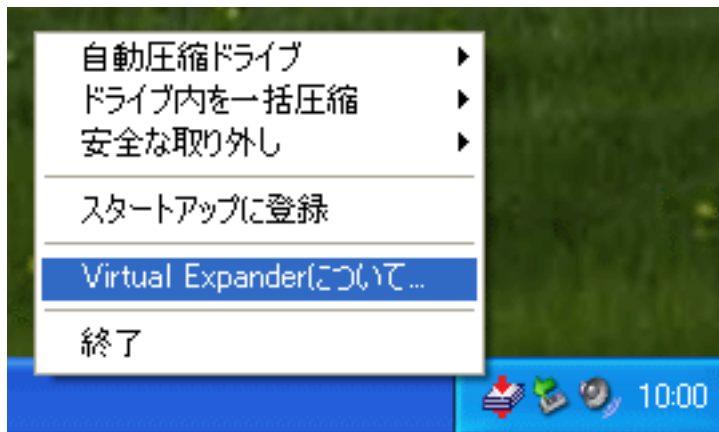 自動圧縮ドライブ
ドライブ内を一括圧縮
安全な取り外し
スタートアップに登録
Virtual Expanderについて...
終了
10:00